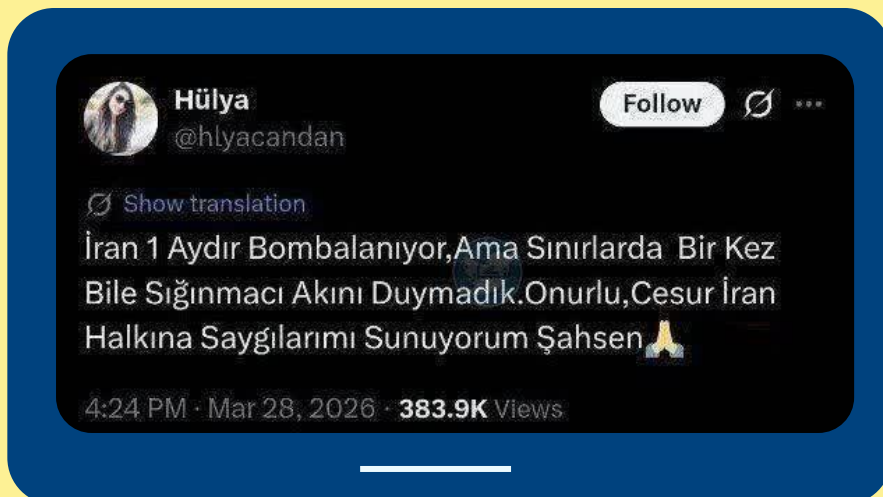 Hülya
Follow
@hlyacandan
Show translation
İran 1 Aydır Bombalanıyor,Ama Sınırlarda Bir Kez
Bile Sığınmacı Akını Duymadık.Onurlu,Cesur İran
Halkına Saygılarımı Sunuyorum Şahsen🙏
4:24 PM · Mar 28, 2026 · 383.9K Views